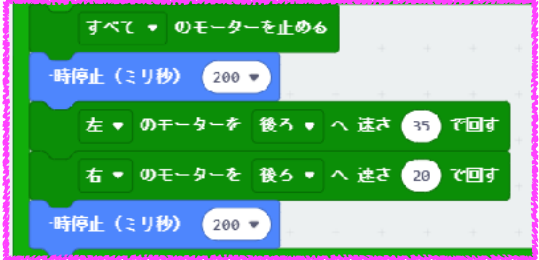 すべて のモーターを止める
一時停止（ミリ秒） 200
左 のモーターを 後ろ へ 速さ 35 で回す
右 のモーターを 後ろ へ 速さ 20 で回す
一時停止（ミリ秒） 200